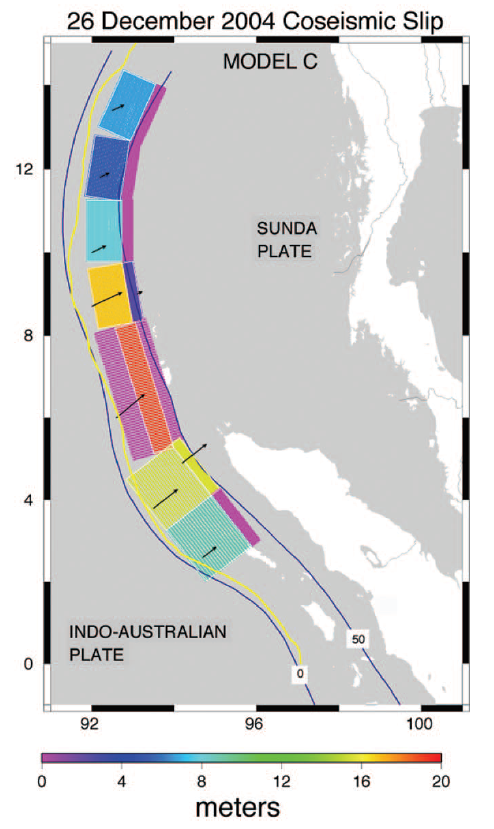 26 December 2004 Coseismic Slip
MODEL C
12
SUNDA
PLATE
8
4
INDO-AUSTRALIAN
PLATE
50
0
0
92
96
100
0
4
8
12
16
20
meters